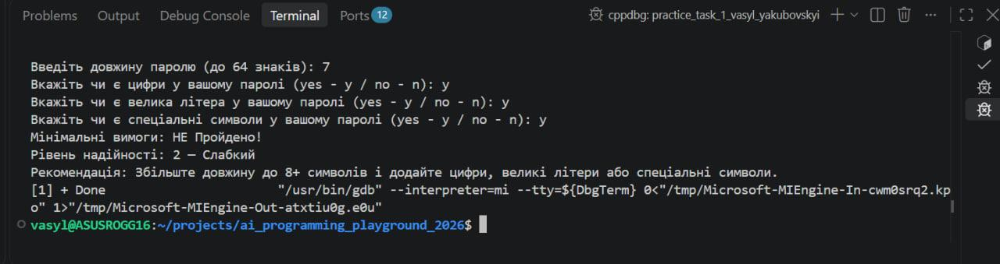 Problems Output Debug Console Terminal Ports 12 cppdbg: practice_task_1_vasyl_yakubovskyi
Введіть довжину паролю (до 64 знаків): 7
Вкажіть чи є цифри у вашому паролі (yes - y / no - n): y
Вкажіть чи є велика літера у вашому паролі (yes - y / no - n): y
Вкажіть чи є спеціальні символи у вашому паролі (yes - y / no - n): y
Мінімальні вимоги: НЕ Пройдено!
Рівень надійності: 2 — Слабкий
Рекомендація: Збільште довжину до 8+ символів і додайте цифри, великі літери або спеціальні символи.
[1] + Done "/usr/bin/gdb" --interpreter=mi --tty=${DbgTerm} 0<"/tmp/Microsoft-MIEngine-In-cwm0srq2.kp
o" 1>"/tmp/Microsoft-MIEngine-Out-atxtiu0g.e0u"
vasyl@ASUSROGG16:~/projects/ai_programming_playground_2026$